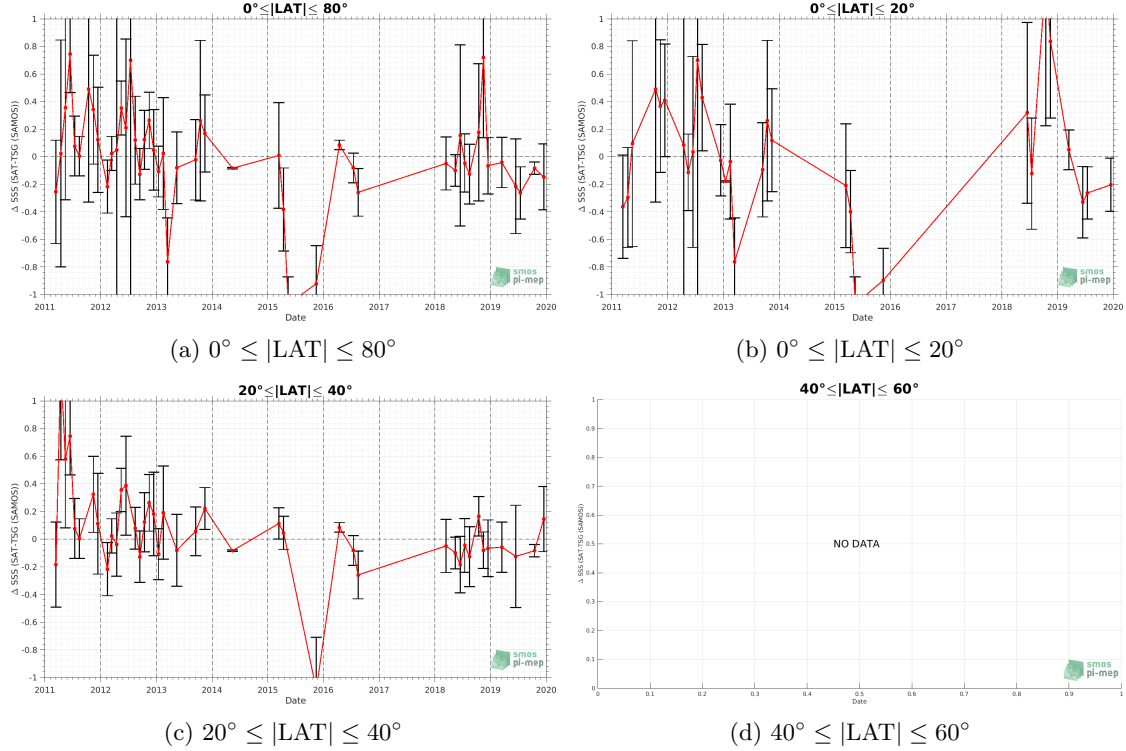 0°≤|LAT|≤ 80°
Δ SSS (SAT-TSG (SAMOS))
1
0.8
0.6
0.4
0.2
0
-0.2
-0.4
-0.6
-0.8
-1
2011 2012 2013 2014 2015 2016 2017 2018 2019 2020
Date
smos
pi-mep
(a) 0° ≤ |LAT| ≤ 80°
0°≤|LAT|≤ 20°
Δ SSS (SAT-TSG (SAMOS))
1
0.8
0.6
0.4
0.2
0
-0.2
-0.4
-0.6
-0.8
-1
2011 2012 2013 2014 2015 2016 2017 2018 2019 2020
Date
smos
pi-mep
(b) 0° ≤ |LAT| ≤ 20°
20°≤|LAT|≤ 40°
Δ SSS (SAT-TSG (SAMOS))
1
0.8
0.6
0.4
0.2
0
-0.2
-0.4
-0.6
-0.8
-1
2011 2012 2013 2014 2015 2016 2017 2018 2019 2020
Date
smos
pi-mep
(c) 20° ≤ |LAT| ≤ 40°
40°≤|LAT|≤ 60°
Δ SSS (SAT-TSG (SAMOS))
1
0.9
0.8
0.7
0.6
0.5
0.4
0.3
0.2
0.1
0
NO DATA
0 0.1 0.2 0.3 0.4 0.5 0.6 0.7 0.8 0.9 1
Date
smos
pi-mep
(d) 40° ≤ |LAT| ≤ 60°